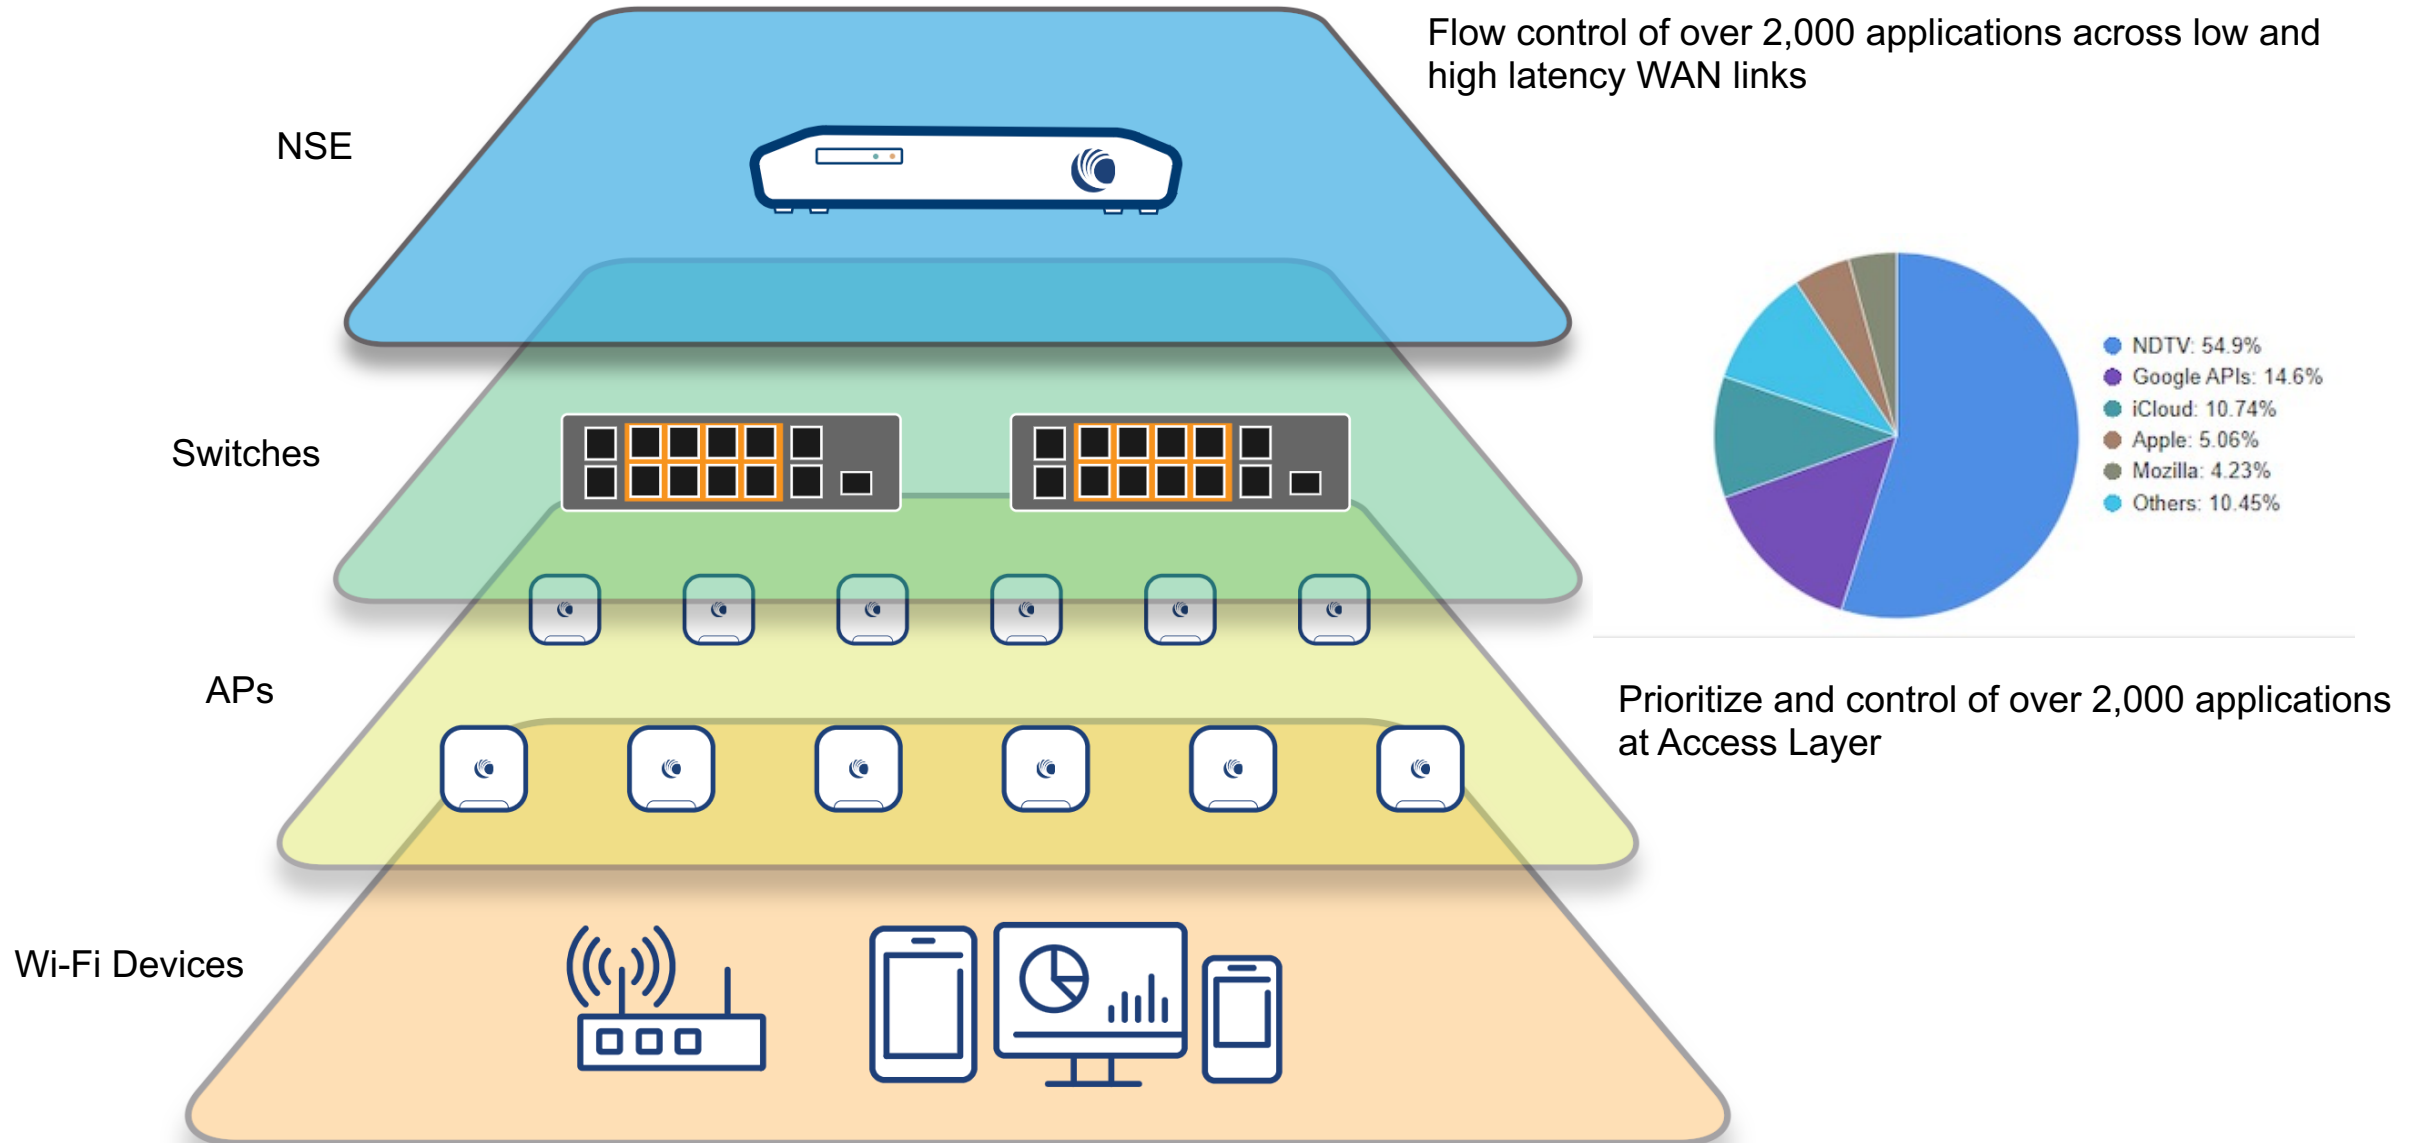 Flow control of over 2,000 applications across low and
high latency WAN links
NSE
NDTV: 54.9%
Google APIs: 14.6%
iCloud: 10.74%
Apple: 5.06%
Mozilla: 4.23%
Others: 10.45%
Switches
APs
Prioritize and control of over 2,000 applications
at Access Layer
Wi-Fi Devices